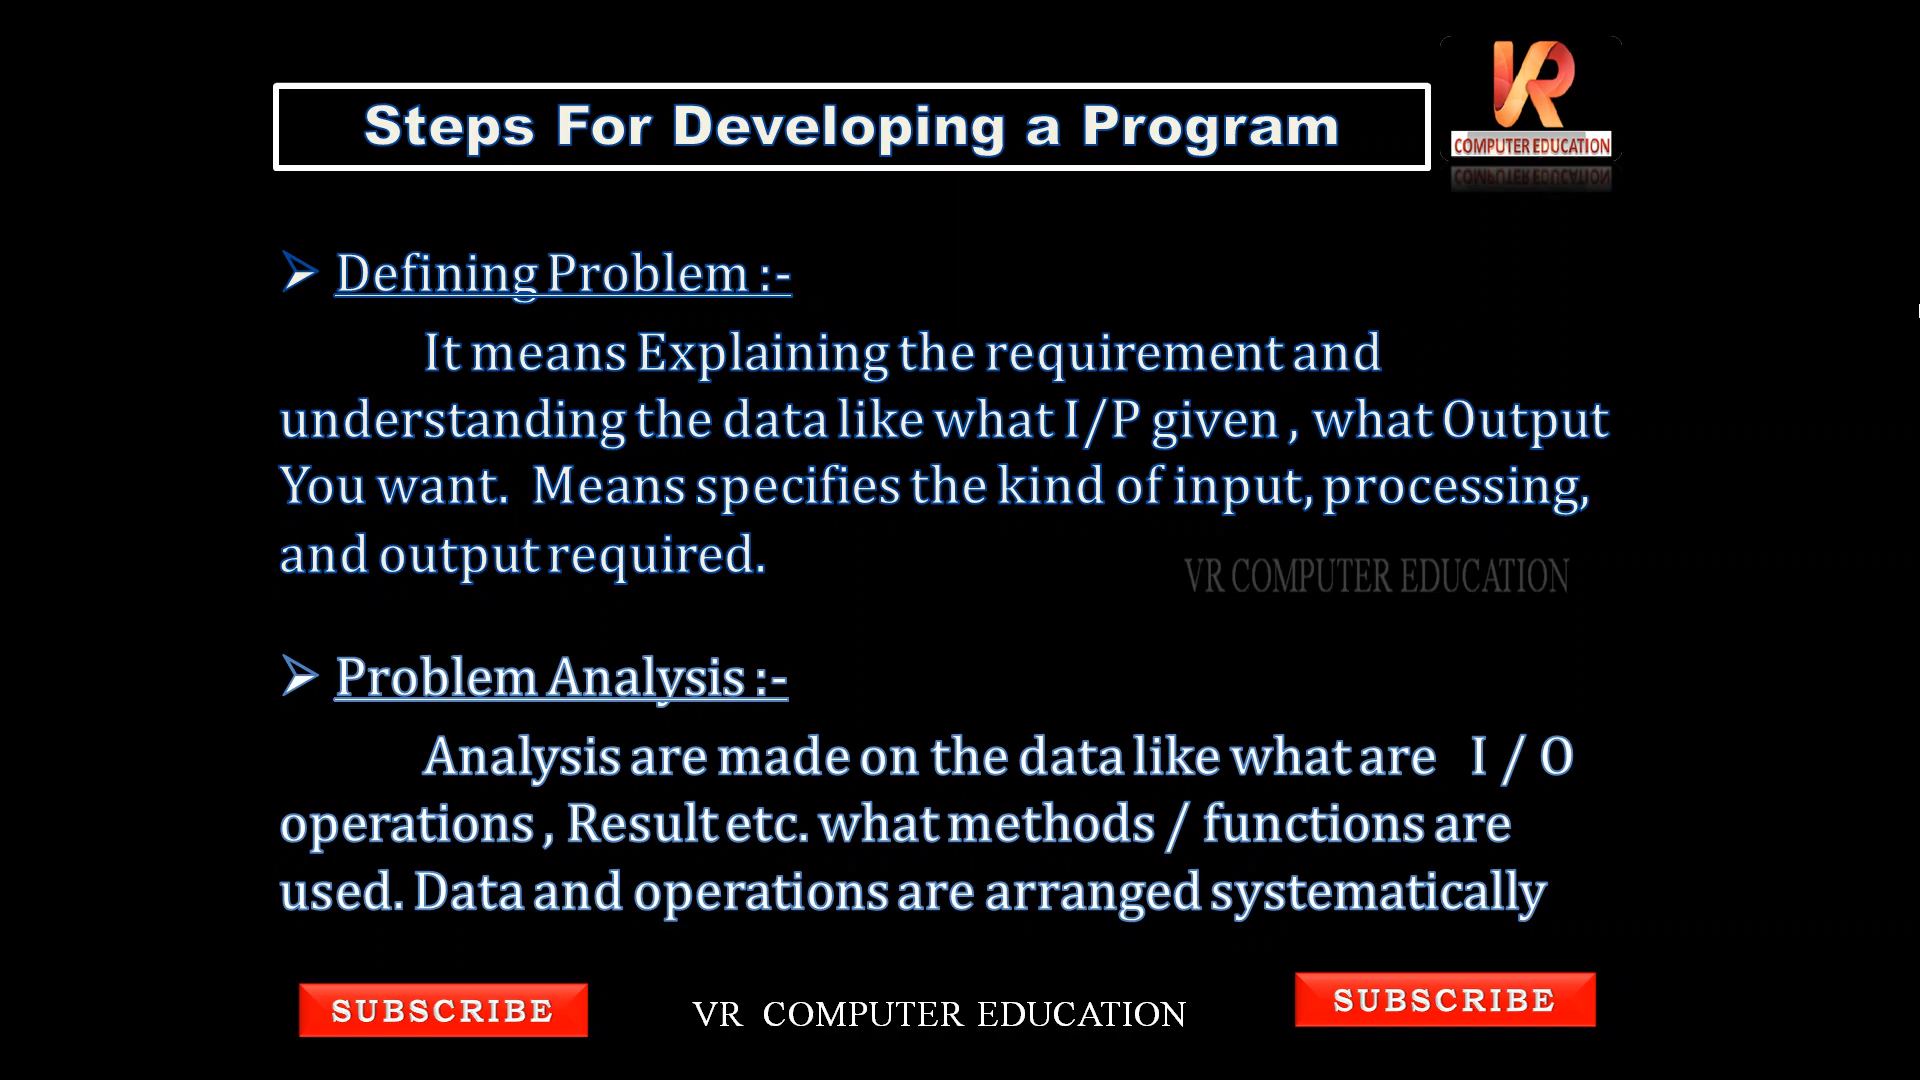 Steps For Developing a Program
VR
COMPUTER EDUCATION
Defining Problem :-
It means Explaining the requirement and
understanding the data like what I/P given , what Output
You want. Means specifies the kind of input, processing,
and output required.
VR COMPUTER EDUCATION
Problem Analysis :-
Analysis are made on the data like what are I / O
operations , Result etc. what methods / functions are
used. Data and operations are arranged systematically
SUBSCRIBE
VR COMPUTER EDUCATION
SUBSCRIBE